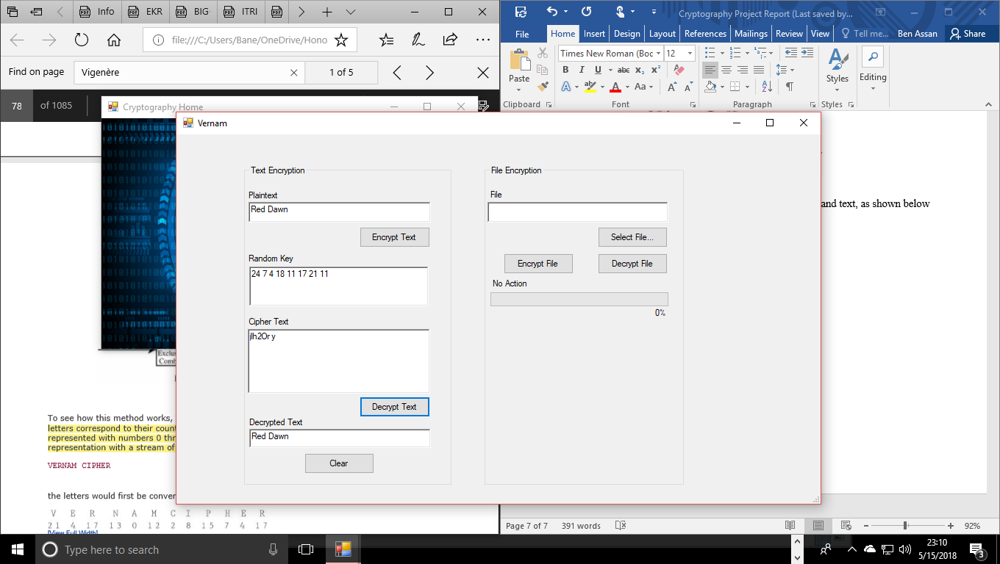 Info
EKR
BIG·
ITRI
file:///C:/Users/Bane/OneDrive/Hono
Find on page
Vigenère
1 of 5
78
of 1085
Cryptography Project Report (Last saved by...
File
Home
Insert
Design
Layout
References
Mailings
Review
View
Tell me...
Ben Assan
Share
Times New Roman (Boc
12
Paste
B I U abc x₂ x²
A
A
Aa
A
A
Styles
Editing
Clipboard
Font
Paragraph
Styles
Cryptography Home
Vernam
Text Encryption
Plaintext
Red Dawn
Encrypt Text
Random Key
24 7 4 18 11 17 21 11
Cipher Text
jlh2Or y
Decrypt Text
Decrypted Text
Red Dawn
Clear
File Encryption
File
Select File...
Encrypt File
Decrypt File
No Action
0%
and text, as shown below
Exclus
Comb
To see how this method works,
letters correspond to their count
represented with numbers 0 thr
representation with a stream of
VERNAM CIPHER
the letters would first be conver
V E R N A M C I P H E R
21 4 17 13 0 12 2 8 15 7 4 17
[View Full Width]
Page 7 of 7
391 words
92%
Type here to search
23:10
5/15/2018
3